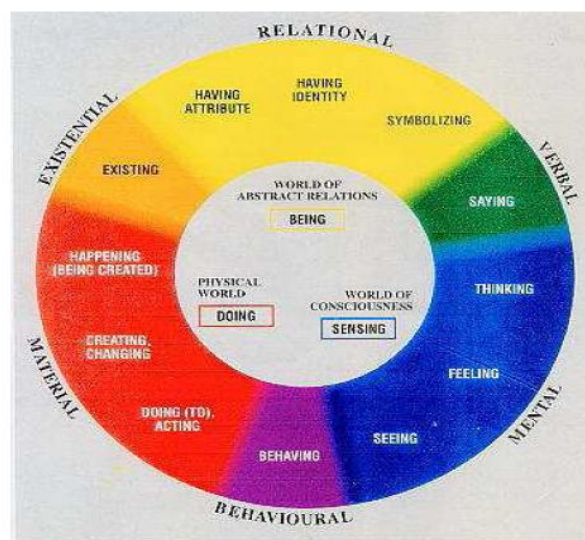 RELATIONAL
HAVING
ATTRIBUTE
HAVING
IDENTITY
SYMBOLIZING
EXISTENTIAL
EXISTING
VERBAL
SAYING
WORLD OF
ABSTRACT RELATIONS
BEING
HAPPENING
(BEING CREATED)
PHYSICAL
WORLD
DOING
WORLD OF
CONSCIOUSNESS
SENSING
THINKING
CREATING,
CHANGING
FEELING
MATERIAL
DOING (TO),
ACTING
BEHAVING
SEEING
MENTAL
BEHAVIOURAL